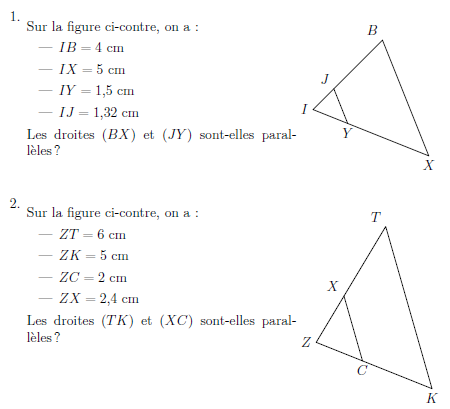 1.
Sur la figure ci-contre, on a :
— IB = 4 cm
— IX = 5 cm
— IY = 1,5 cm
— IJ = 1,32 cm
Les droites (BX) et (JY) sont-elles paral-
lèles ?
B
J
I
Y
X
2.
Sur la figure ci-contre, on a :
— ZT = 6 cm
— ZK = 5 cm
— ZC = 2 cm
— ZX = 2,4 cm
Les droites (TK) et (XC) sont-elles paral-
lèles ?
T
X
Z
C
K